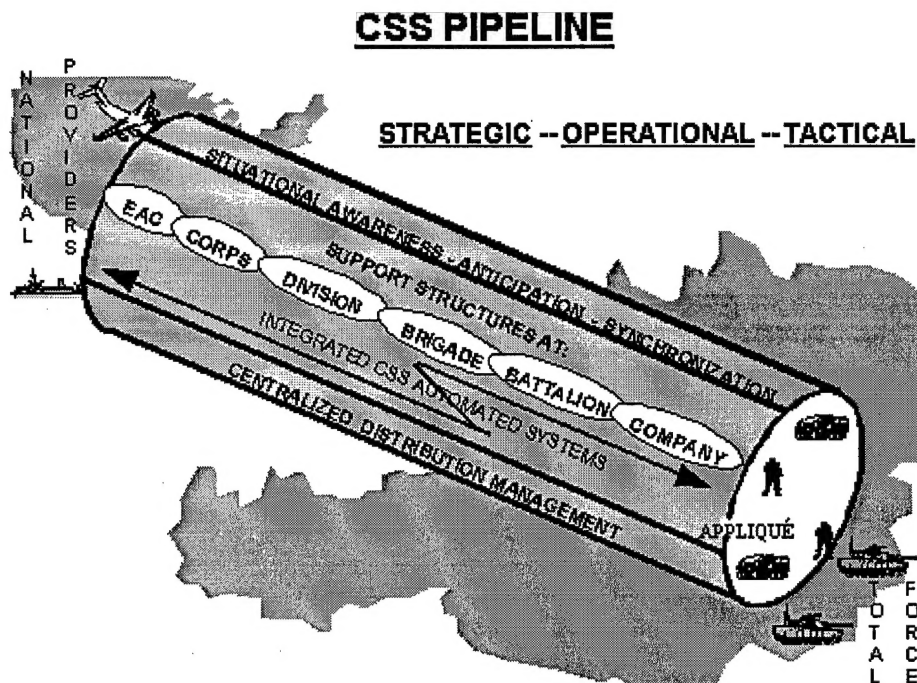 CSS PIPELINE
NATIONAL
PROVIDERS
STRATEGIC -- OPERATIONAL -- TACTICAL
SITUATIONAL AWARENESS - ANTICIPATION - SYNCHRONIZATION
SUPPORT STRUCTURES AT:
EAC
CORPS
DIVISION
BRIGADE
BATTALION
COMPANY
INTEGRATED CSS AUTOMATED SYSTEMS
CENTRALIZED DISTRIBUTION MANAGEMENT
APPLIQUÉ
TOTAL
FORCE